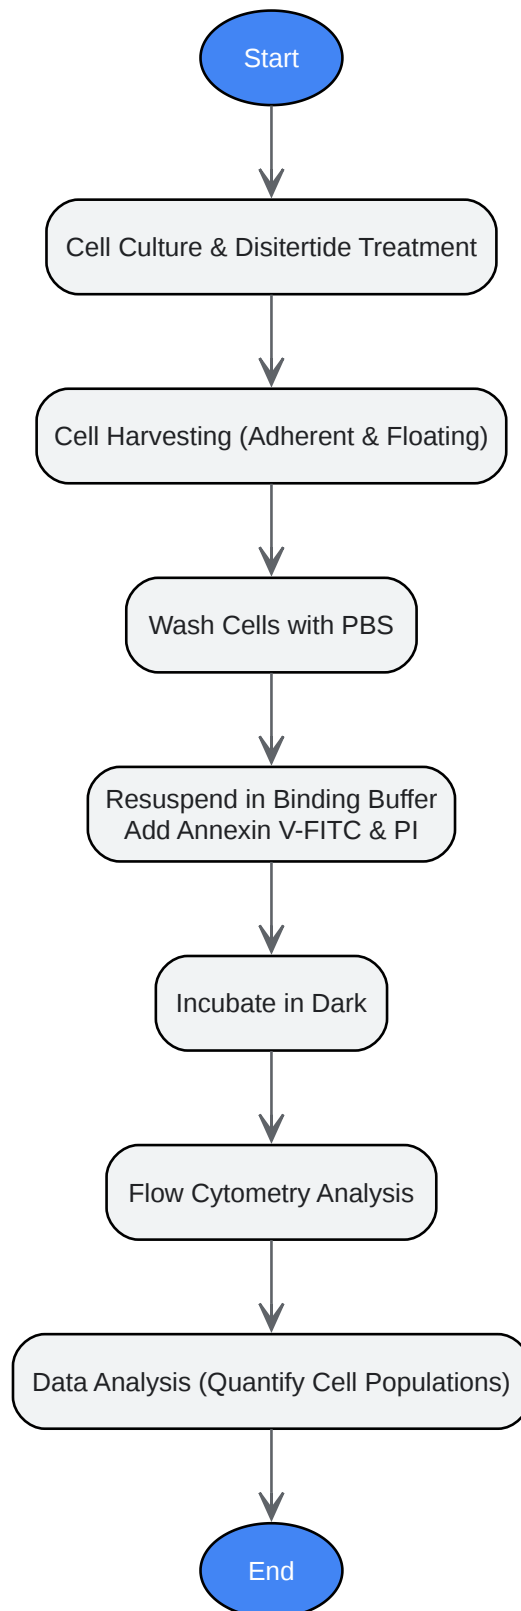 Start
Cell Culture & Disitertide Treatment
Cell Harvesting (Adherent & Floating)
Wash Cells with PBS
Resuspend in Binding Buffer
Add Annexin V-FITC & PI
Incubate in Dark
Flow Cytometry Analysis
Data Analysis (Quantify Cell Populations)
End